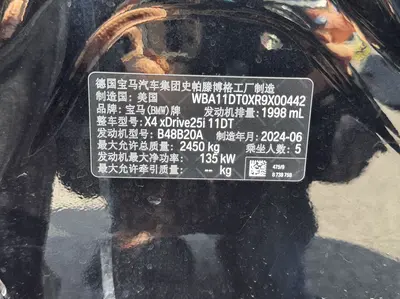 德国宝马汽车集团史帕滕博格工厂制造
制造国: 美国 WBA11DT0XR9X00442
品牌: 宝马(BMW)牌 发动机排量: 1998 mL
整车型号: X4 xDrive25i 11DT
发动机型号: B48B20A 制造年月: 2024-06
最大允许总质量: 2450 kg 乘坐人数: 5
发动机最大净功率: 135 kW
最大允许牵引质量: -- kg